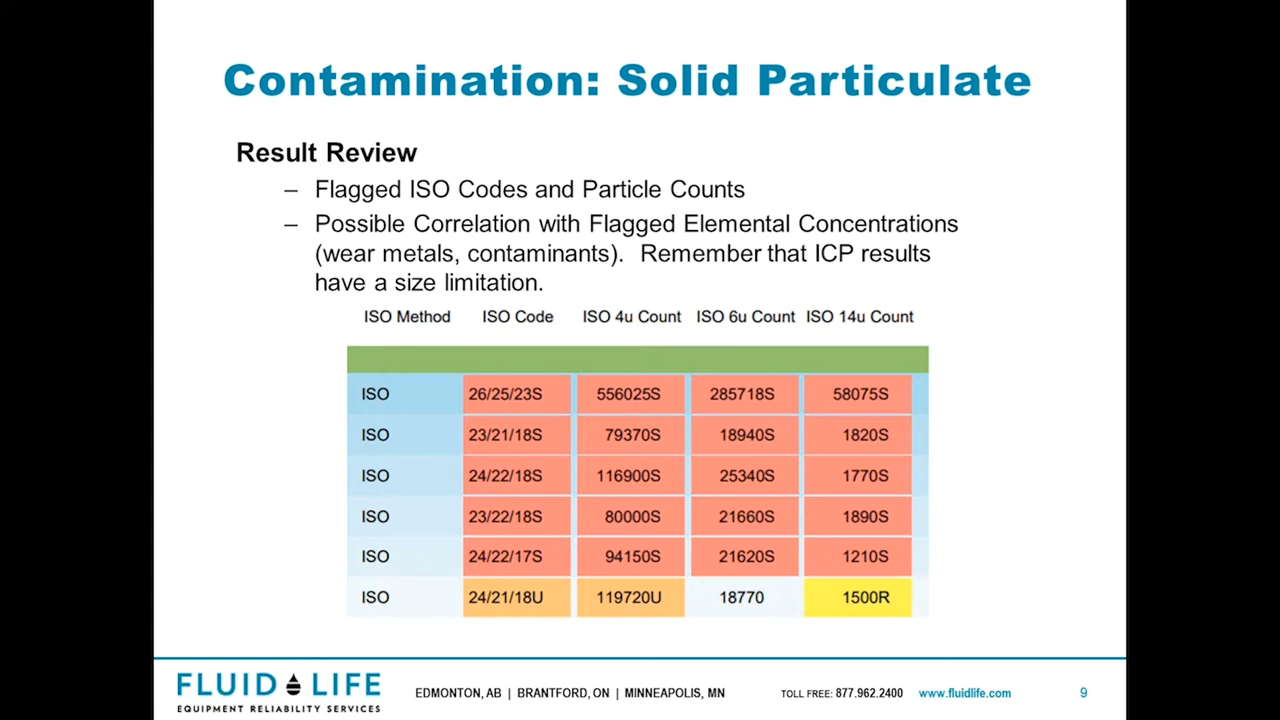 Contamination: Solid Particulate
Result Review
– Flagged ISO Codes and Particle Counts
– Possible Correlation with Flagged Elemental Concentrations
(wear metals, contaminants). Remember that ICP results
have a size limitation.
ISO Method ISO Code ISO 4u Count ISO 6u Count ISO 14u Count
ISO 26/25/23S 556025S 285718S 58075S
ISO 23/21/18S 79370S 18940S 1820S
ISO 24/22/18S 116900S 25340S 1770S
ISO 23/22/18S 80000S 21660S 1890S
ISO 24/22/17S 94150S 21620S 1210S
ISO 24/21/18U 119720U 18770 1500R
FLUID LIFE
EQUIPMENT RELIABILITY SERVICES
EDMONTON, AB | BRANTFORD, ON | MINNEAPOLIS, MN TOLL FREE: 877.962.2400 www.fluidlife.com 9